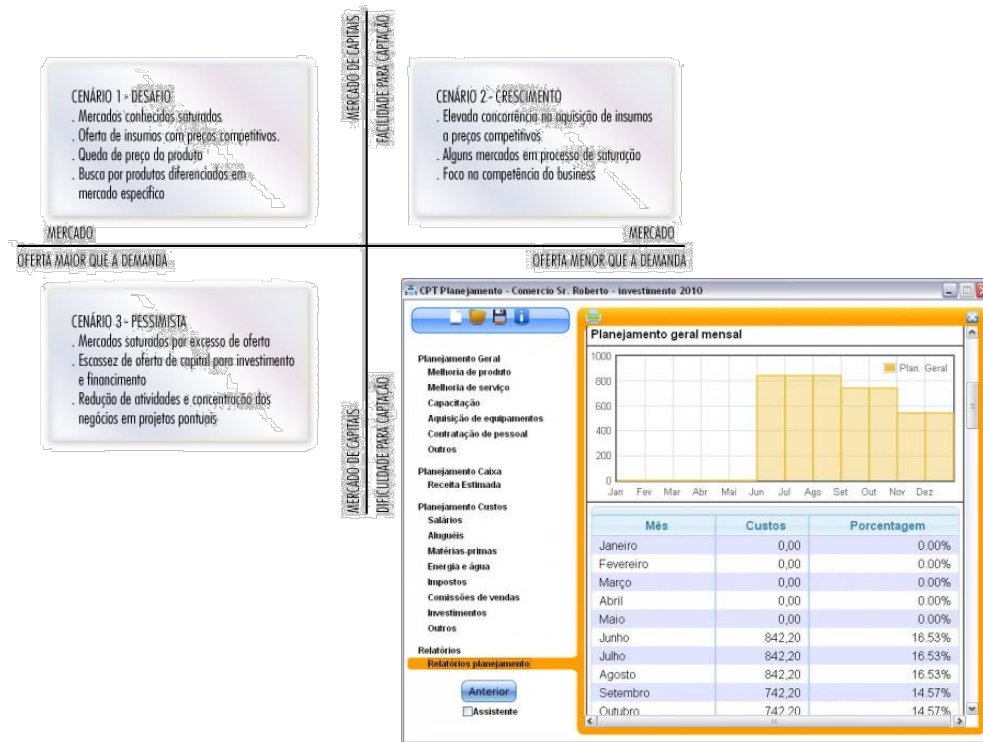 MERCADO DE CAPITAIS
FACILIDADE PARA CAPTAÇÃO
CENÁRIO 1 - DESAFIO
. Mercados conhecidos saturados
. Oferta de insumos com preços competitivos.
. Queda de preço do produto
. Busca por produtos diferenciados em
mercado específico
CENÁRIO 2 - CRESCIMENTO
. Elevada concorrência na aquisição de insumos
a preços competitivos
. Alguns mercados em processo de saturação
. Foco na competência do business
MERCADO
OFERTA MAIOR QUE A DEMANDA
MERCADO
OFERTA MENOR QUE A DEMANDA
CENÁRIO 3 - PESSIMISTA
. Mercados saturados por excesso de oferta
. Escassez de oferta de capital para investimento
e financimento
. Redução de atividades e concentração dos
negócios em projetos pontuais
MERCADO DE CAPITAIS
DIFICULDADE PARA CAPTAÇÃO
CPT Planejamento - Comercio Sr. Roberto - investimento 2010
Planejamento Geral
Melhoria de produto
Melhoria de serviço
Capacitação
Aquisição de equipamentos
Contratação de pessoal
Outros
Planejamento Caixa
Receita Estimada
Planejamento Custos
Salários
Aluguéis
Matérias-primas
Energia e água
Impostos
Comissões de vendas
Investimentos
Outros
Relatórios
Relatórios planejamento
Anterior
Assistente
Planejamento geral mensal
Plan. Geral
1000
800
600
400
200
0
Jan Fev Mar Abr Mai Jun Jul Ago Set Out Nov Dez
Mês Custos Porcentagem
Janeiro 0,00 0.00%
Fevereiro 0,00 0.00%
Março 0,00 0.00%
Abril 0,00 0.00%
Maio 0,00 0.00%
Junho 842,20 16.53%
Julho 842,20 16.53%
Agosto 842,20 16.53%
Setembro 742,20 14.57%
Outubro 742,20 14.57%